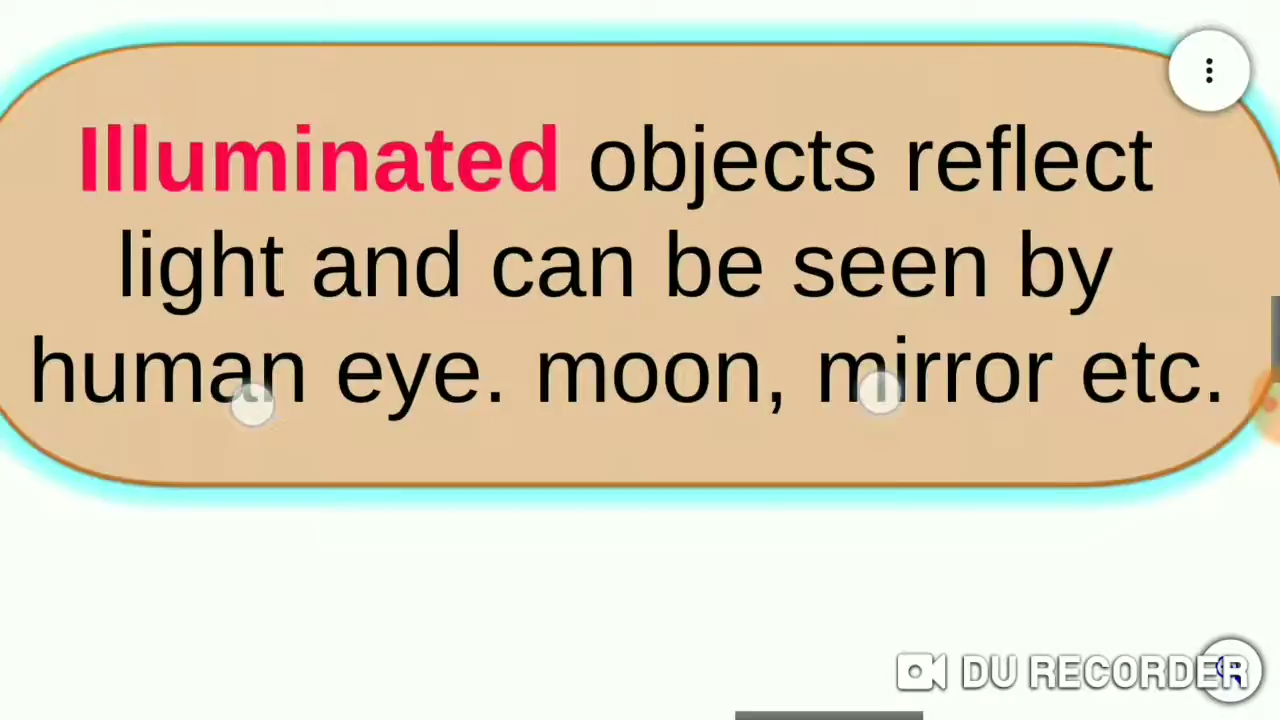 Illuminated objects reflect
light and can be seen by
human eye. moon, mirror etc.
DU RECORDER